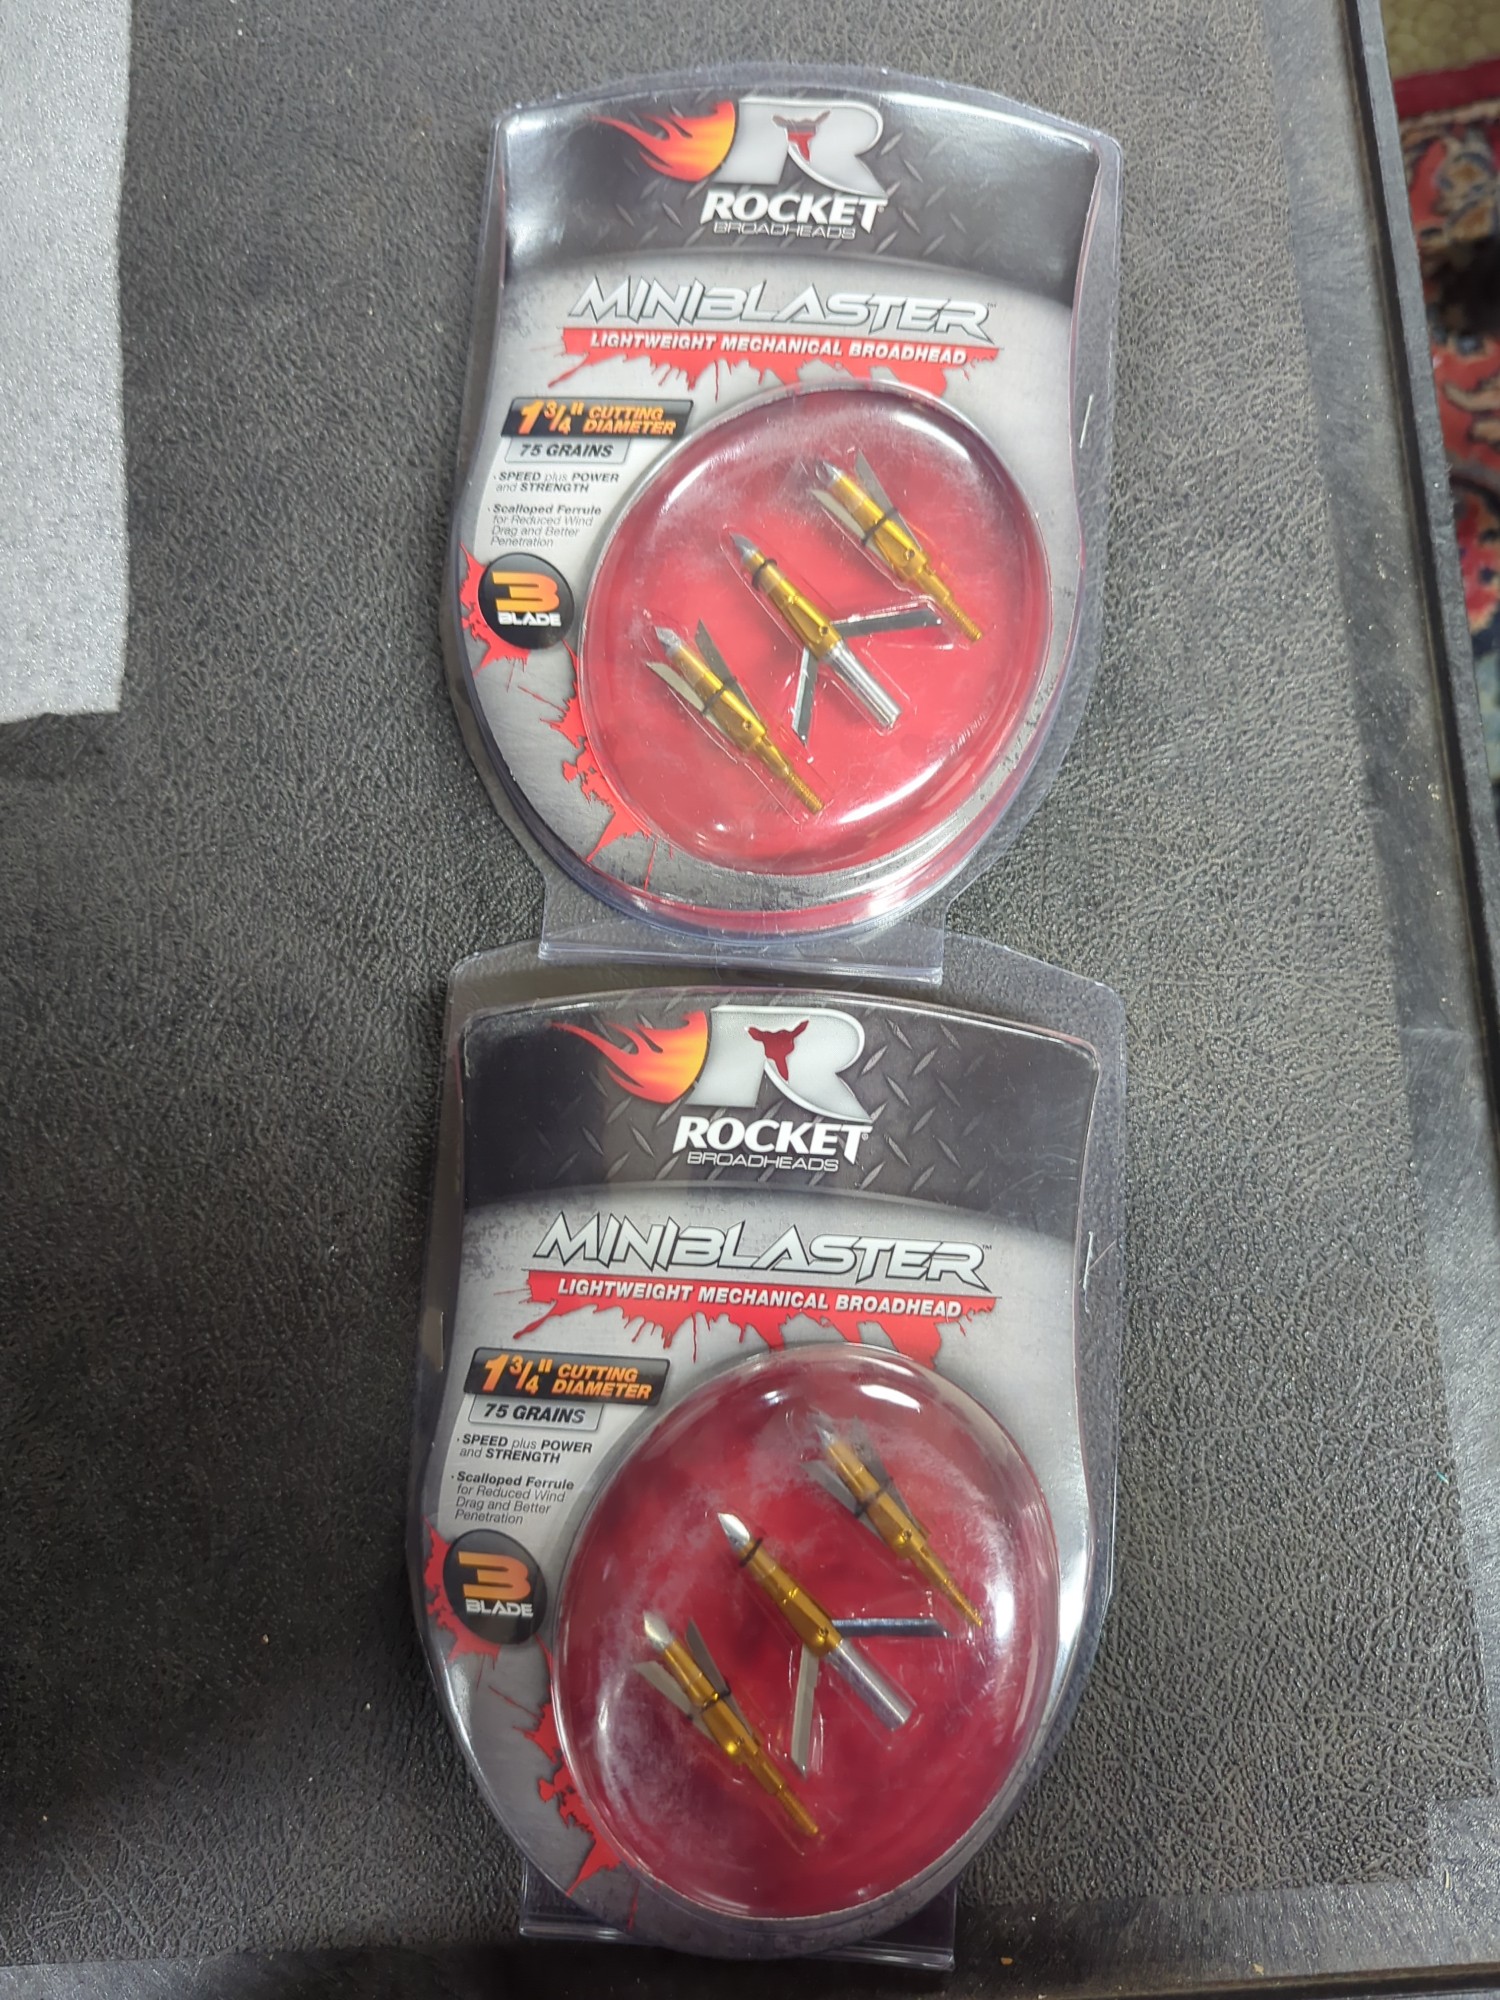 R
ROCKET®
BROADHEADS
MINIBLASTER™
LIGHTWEIGHT MECHANICAL BROADHEAD
1 3/4" CUTTING
DIAMETER
75 GRAINS
· SPEED plus POWER
and STRENGTH
· Scalloped Ferrule
for Reduced Wind
Drag and Better
Penetration
3
BLADE
R
ROCKET®
BROADHEADS
MINIBLASTER™
LIGHTWEIGHT MECHANICAL BROADHEAD
1 3/4" CUTTING
DIAMETER
75 GRAINS
· SPEED plus POWER
and STRENGTH
· Scalloped Ferrule
for Reduced Wind
Drag and Better
Penetration
3
BLADE